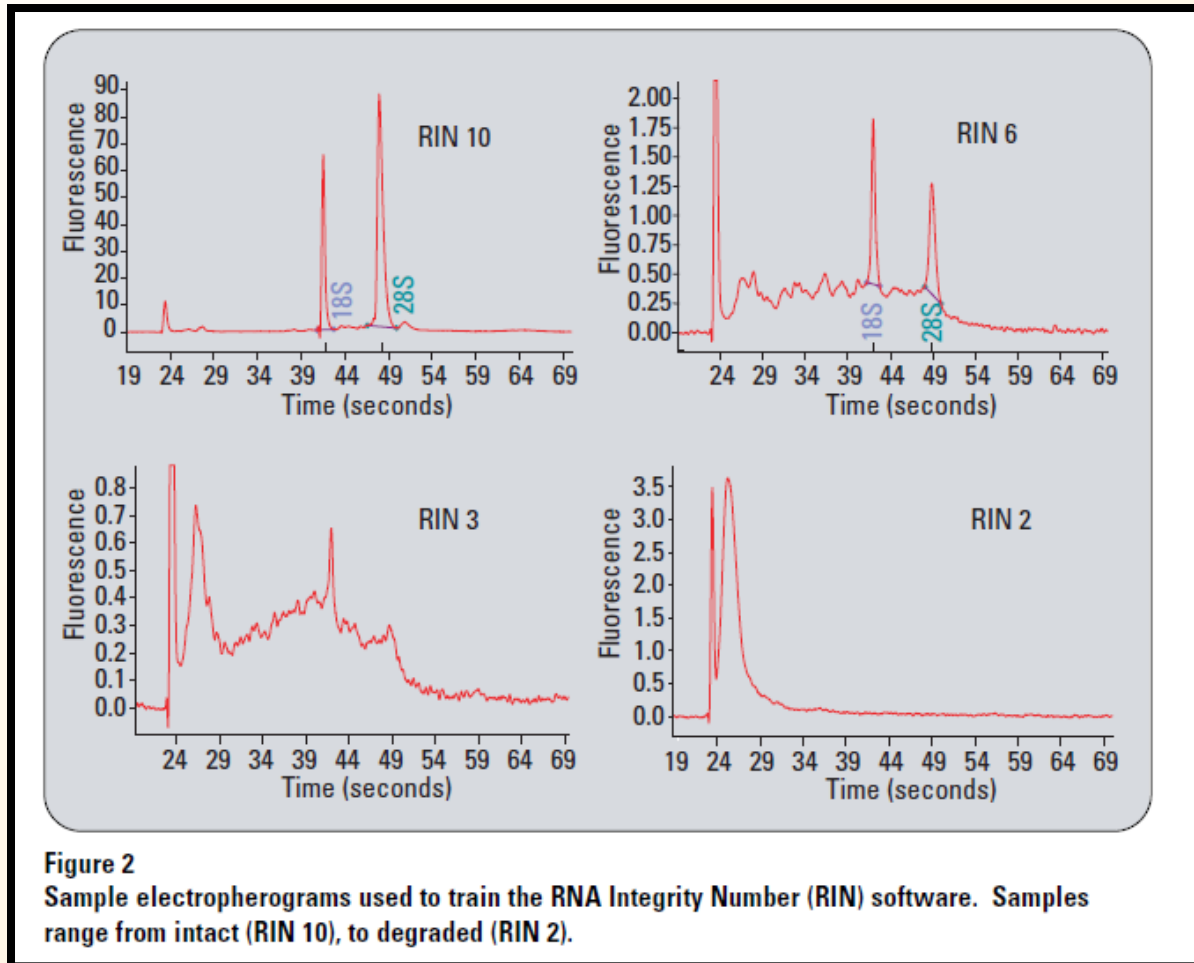 90
80
70
60
50
40
30
20
10
0
Fluorescence
RIN 10
18S
28S
19 24 29 34 39 44 49 54 59 64 69
Time (seconds)
2.00
1.75
1.50
1.25
1.00
0.75
0.50
0.25
0.00
Fluorescence
RIN 6
18S
28S
24 29 34 39 44 49 54 59 64 69
Time (seconds)
0.8
0.7
0.6
0.5
0.4
0.3
0.2
0.1
0.0
Fluorescence
RIN 3
24 29 34 39 44 49 54 59 64 69
Time (seconds)
3.5
3.0
2.5
2.0
1.5
1.0
0.5
0.0
Fluorescence
RIN 2
19 24 29 34 39 44 49 54 59 64 69
Time (seconds)
Figure 2
Sample electropherograms used to train the RNA Integrity Number (RIN) software. Samples
range from intact (RIN 10), to degraded (RIN 2).